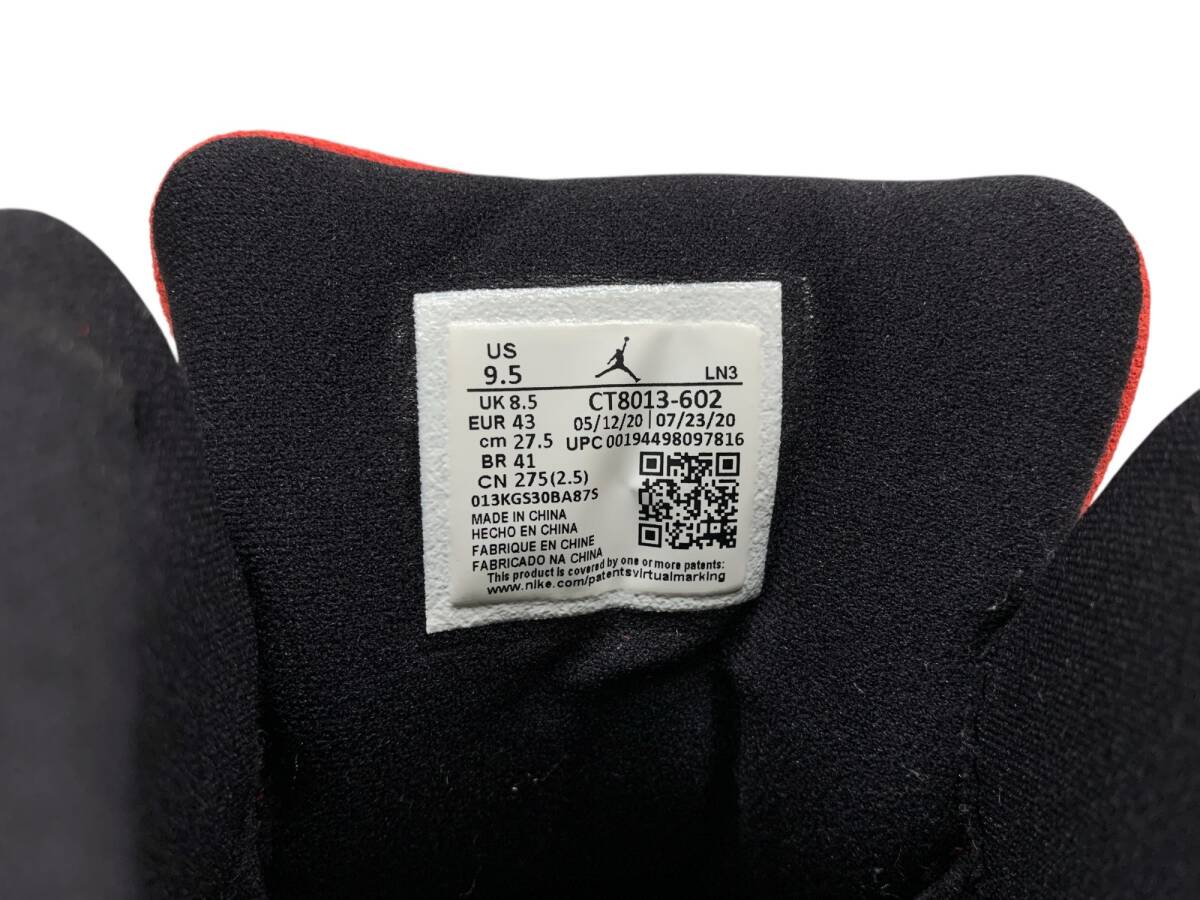 US
9.5 LN3
UK 8.5 CT8013-602
EUR 43 05/12/20 | 07/23/20
cm 27.5 UPC 00194498097816
BR 41
CN 275(2.5)
013KGS30BA87S
MADE IN CHINA
HECHO EN CHINA
FABRIQUE EN CHINE
FABRICADO NA CHINA
This product is covered by one or more patents:
www.nike.com/patentsvirtualmarking